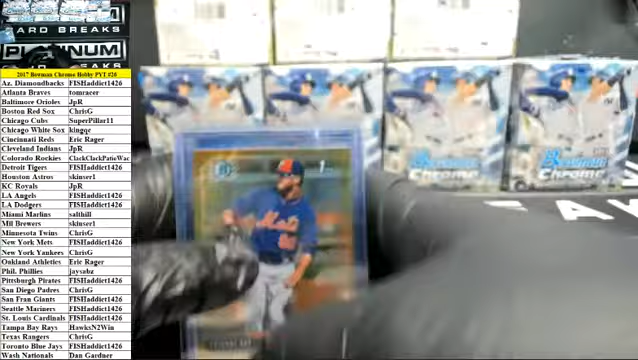 ARD BREAKS
PLATINUM
2017 Bowman Chrome Hobby PYT #26
Az. Diamondbacks FISHaddict1426
Atlanta Braves tomracer
Baltimore Orioles JpR
Boston Red Sox ChrisG
Chicago Cubs SuperPillar11
Chicago White Sox kingqc
Cincinnati Reds Eric Rager
Cleveland Indians JpR
Colorado Rockies ClackClackPatieWac
Detroit Tigers FISHaddict1426
Houston Astros skinser1
KC Royals JpR
LA Angels FISHaddict1426
LA Dodgers FISHaddict1426
Miami Marlins salthill
Mil Brewers skinser1
Minnesota Twins ChrisG
New York Mets FISHaddict1426
New York Yankees ChrisG
Oakland Athletics Eric Rager
Phil. Phillies jaysabz
Pittsburgh Pirates FISHaddict1426
San Diego Padres ChrisG
San Fran Giants FISHaddict1426
Seattle Mariners FISHaddict1426
St. Louis Cardinals FISHaddict1426
Tampa Bay Rays HawksN2Win
Texas Rangers ChrisG
Toronto Blue Jays FISHaddict1426
Wash Nationals Dan Gardner
Bowman Chrome
Bowman Chrome
Mets